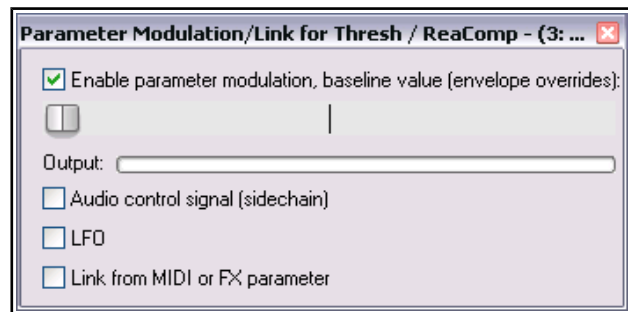 Parameter Modulation/Link for Thresh / ReaComp - (3: ...
Enable parameter modulation, baseline value (envelope overrides):
Output:
Audio control signal (sidechain)
LFO
Link from MIDI or FX parameter